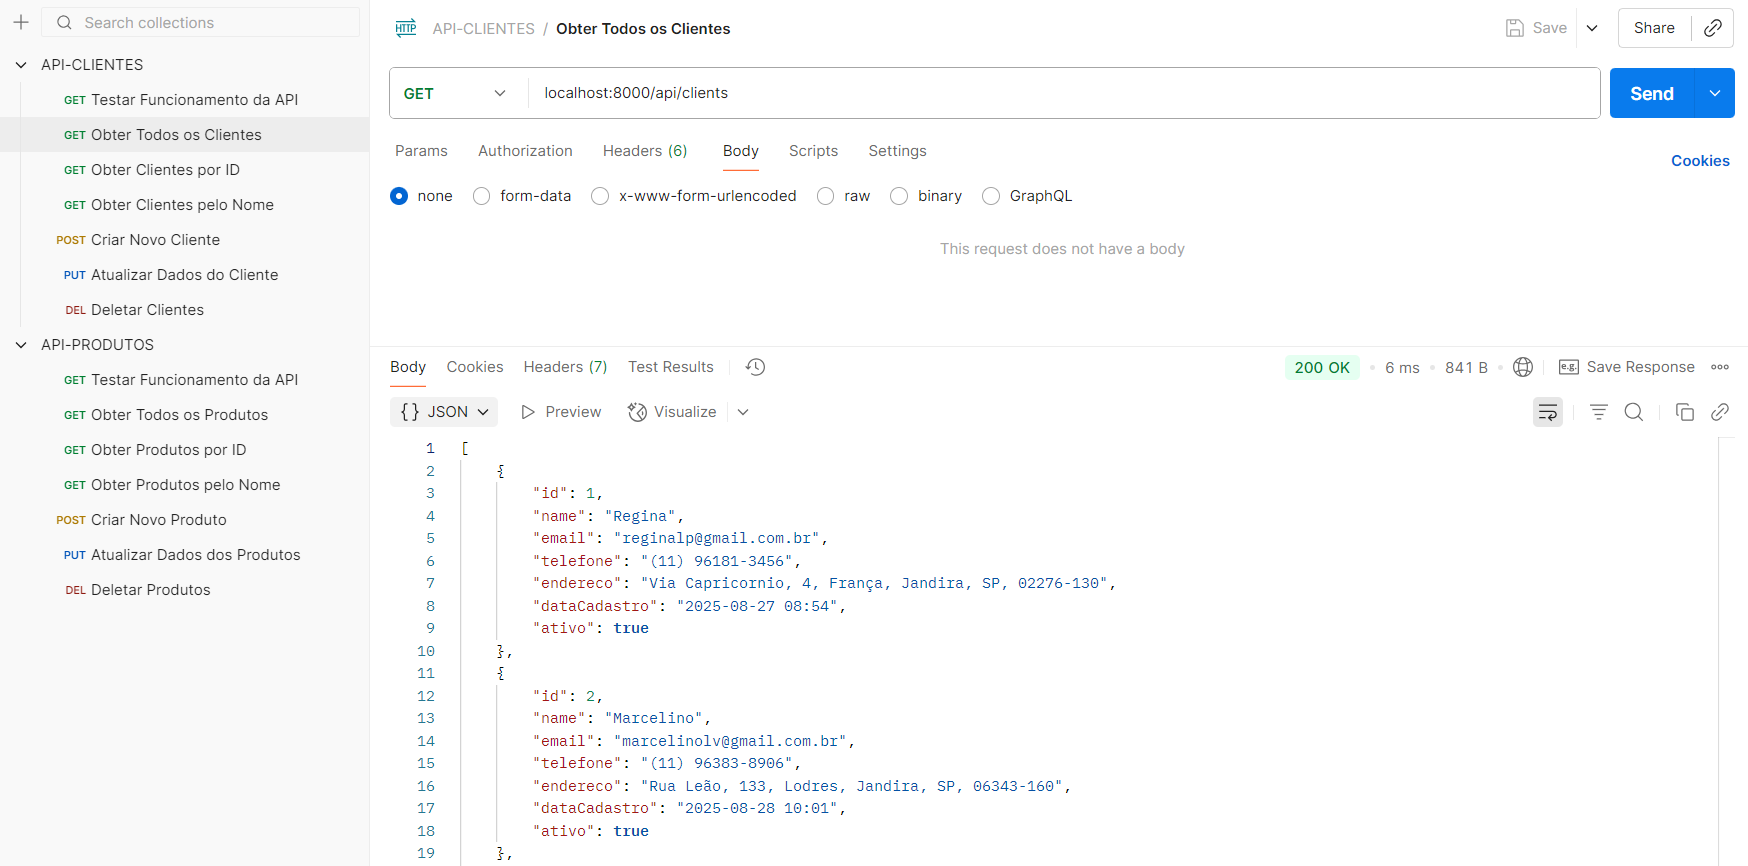 Search collections
API-CLIENTES
GET Testar Funcionamento da API
GET Obter Todos os Clientes
GET Obter Clientes por ID
GET Obter Clientes pelo Nome
POST Criar Novo Cliente
PUT Atualizar Dados do Cliente
DEL Deletar Clientes
API-PRODUTOS
GET Testar Funcionamento da API
GET Obter Todos os Produtos
GET Obter Produtos por ID
GET Obter Produtos pelo Nome
POST Criar Novo Produto
PUT Atualizar Dados dos Produtos
DEL Deletar Produtos
HTTP API-CLIENTES / Obter Todos os Clientes Save Share
GET localhost:8000/api/clients Send
Params Authorization Headers (6) Body Scripts Settings Cookies
none form-data x-www-form-urlencoded raw binary GraphQL
This request does not have a body
Body Cookies Headers (7) Test Results 200 OK • 6 ms • 841 B • e.g. Save Response
{} JSON Preview Visualize
1 [
2 {
3 "id": 1,
4 "name": "Regina",
5 "email": "reginalp@gmail.com.br",
6 "telefone": "(11) 96181-3456",
7 "endereco": "Via Capricornio, 4, França, Jandira, SP, 02276-130",
8 "dataCadastro": "2025-08-27 08:54",
9 "ativo": true
10 },
11 {
12 "id": 2,
13 "name": "Marcelino",
14 "email": "marcelinolv@gmail.com.br",
15 "telefone": "(11) 96383-8906",
16 "endereco": "Rua Leão, 133, Lodres, Jandira, SP, 06343-160",
17 "dataCadastro": "2025-08-28 10:01",
18 "ativo": true
19 },